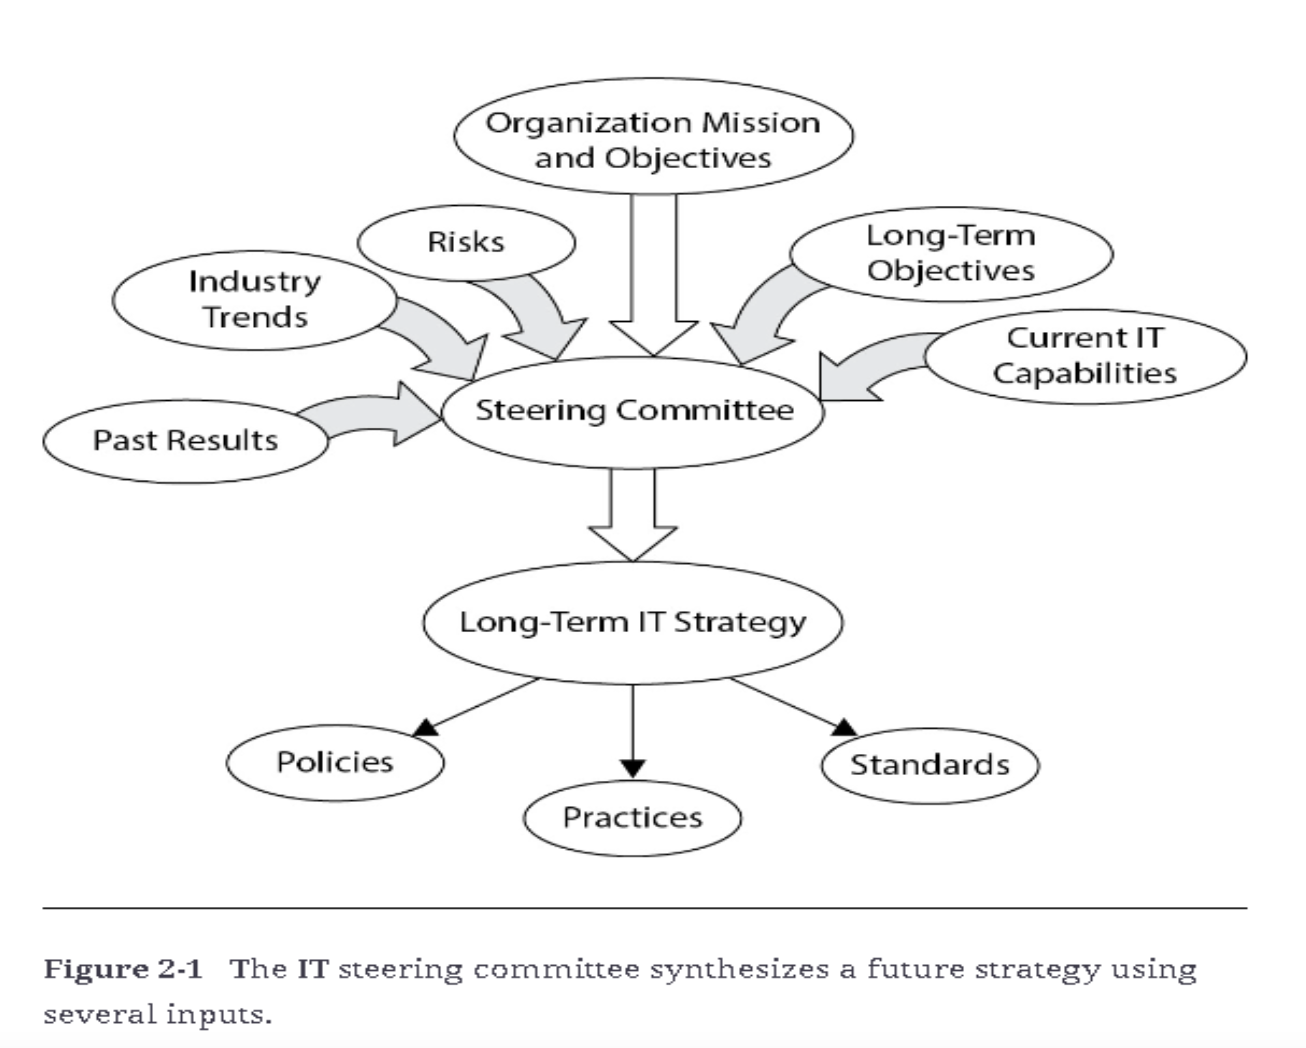 Organization Mission
and Objectives
Risks
Long-Term
Objectives
Industry
Trends
Current IT
Capabilities
Steering Committee
Past Results
Long-Term IT Strategy
Policies
Standards
Practices
Figure 2-1 The IT steering committee synthesizes a future strategy using
several inputs.